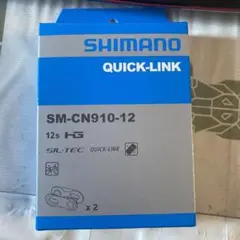 SHIMANO
QUICK-LINK
SM-CN910-12
12s HG
SIL-TEC QUICK-LINK
x 2